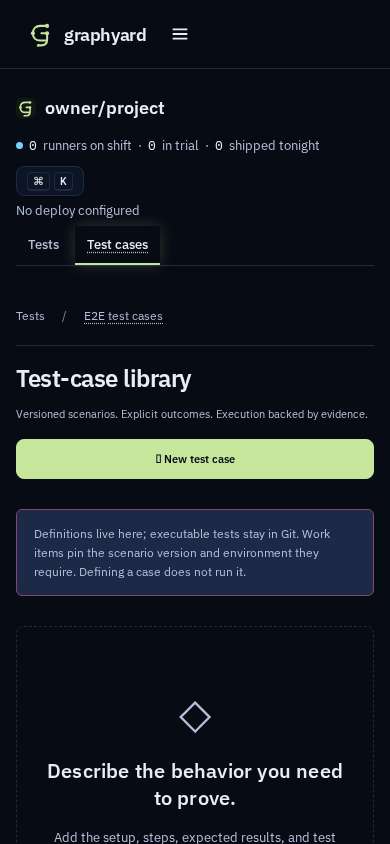 graphyard
owner/project
0 runners on shift · 0 in trial · 0 shipped tonight
⌘ K
No deploy configured
Tests Test cases
Tests / E2E test cases
Test-case library
Versioned scenarios. Explicit outcomes. Execution backed by evidence.
New test case
Definitions live here; executable tests stay in Git. Work
items pin the scenario version and environment they
require. Defining a case does not run it.
Describe the behavior you need
to prove.
Add the setup, steps, expected results, and test